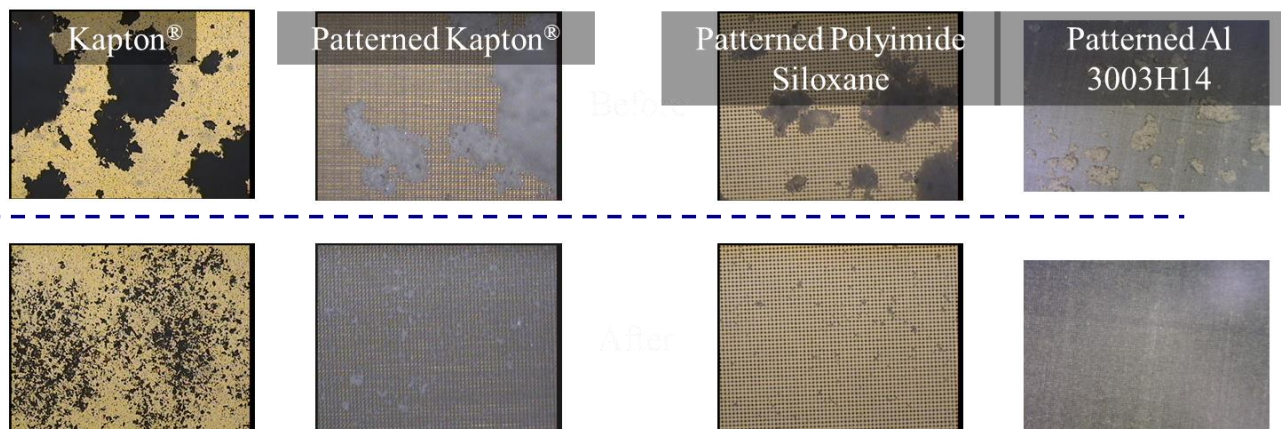 Kapton®
Patterned Kapton®
Patterned Polyimide
Siloxane
Patterned Al
3003H14
Before
After